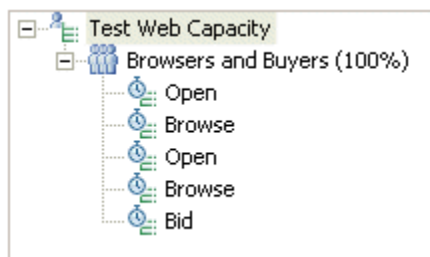 Test Web Capacity
Browsers and Buyers (100%)
Open
Browse
Open
Browse
Bid